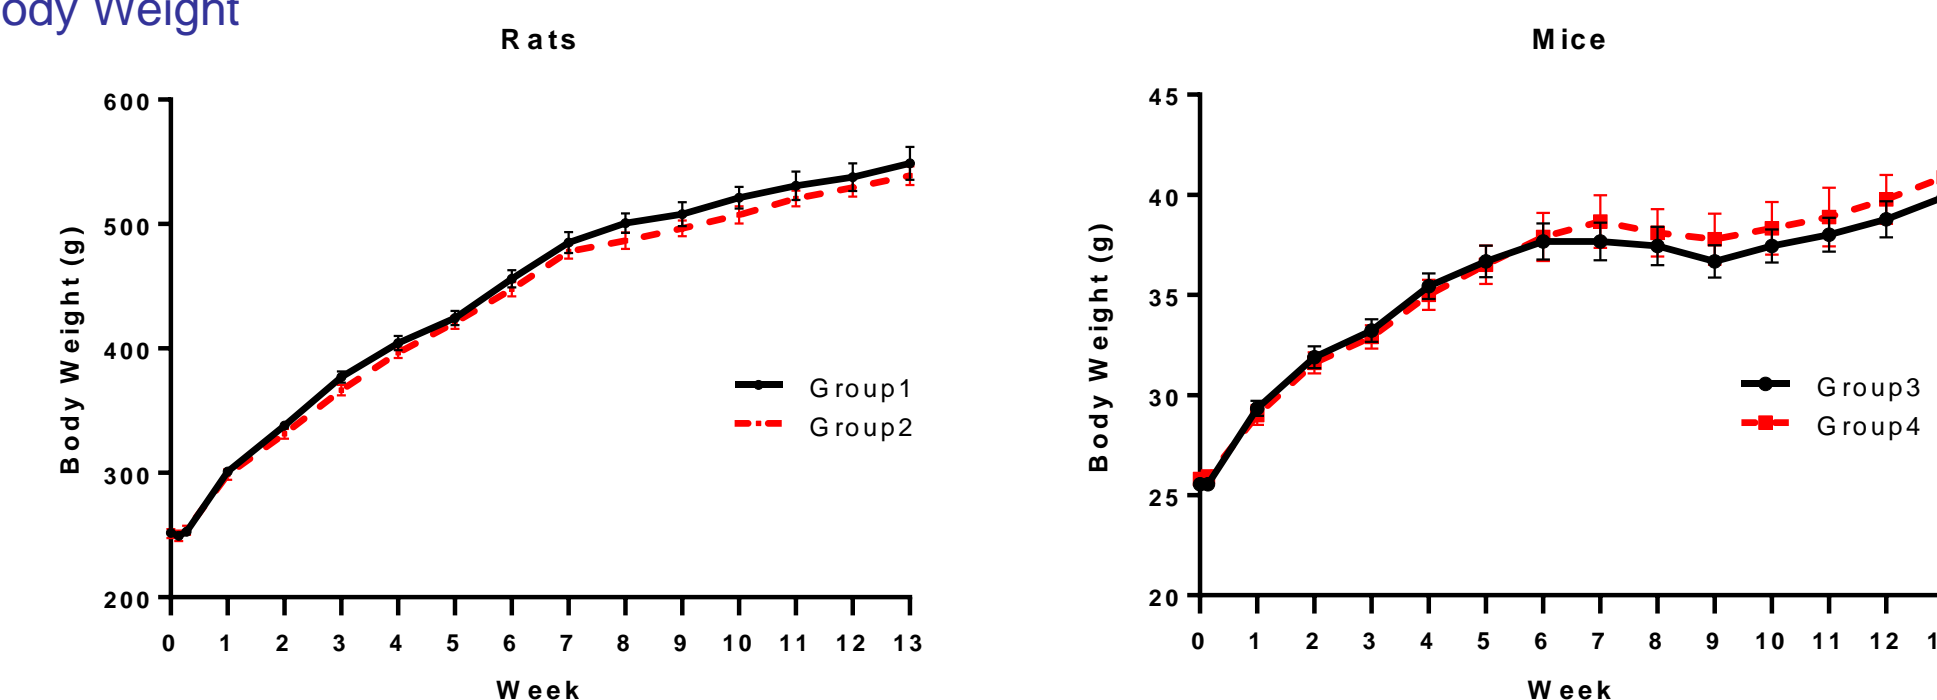 ody Weight
Rats
600
500
400
300
200
Body Weight (g)
0 1 2 3 4 5 6 7 8 9 10 11 12 13
Week
Group1
Group2
Mice
45
40
35
30
25
20
Body Weight (g)
0 1 2 3 4 5 6 7 8 9 10 11 12 1
Week
Group3
Group4